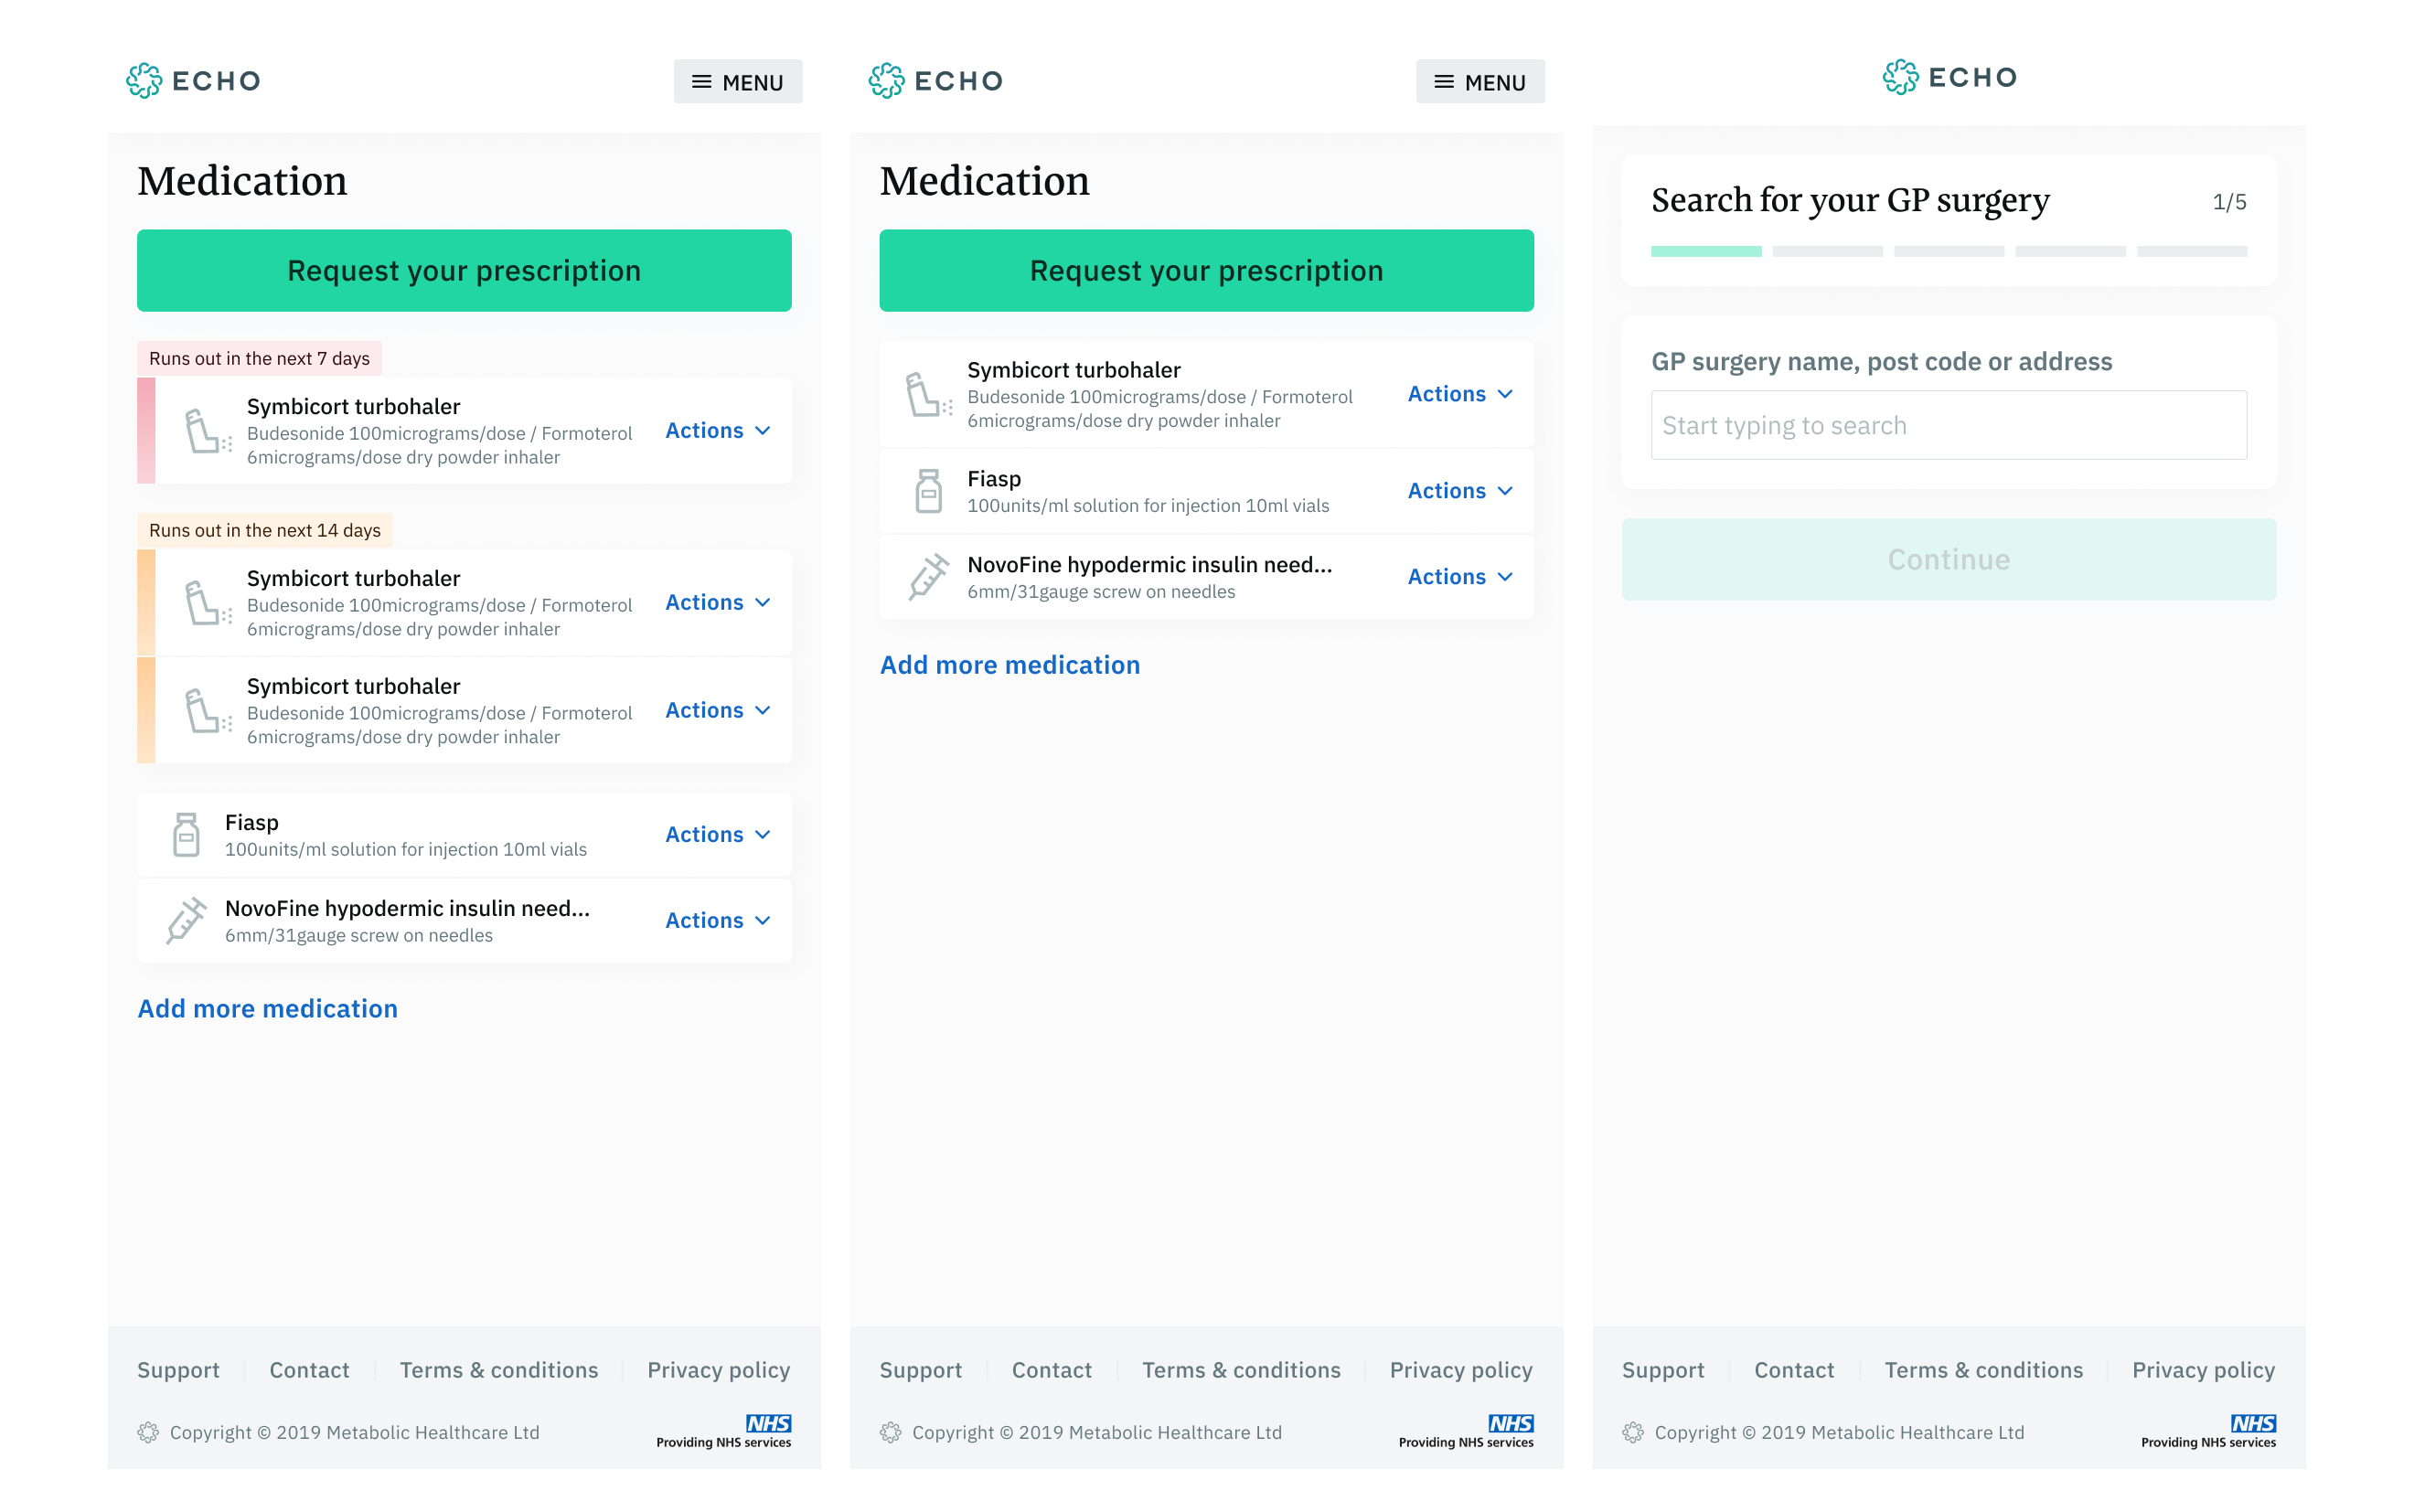 ECHO
MENU
Medication
Request your prescription
Runs out in the next 7 days
Symbicort turbohaler
Budesonide 100micrograms/dose / Formoterol
6micrograms/dose dry powder inhaler
Actions
Runs out in the next 14 days
Symbicort turbohaler
Budesonide 100micrograms/dose / Formoterol
6micrograms/dose dry powder inhaler
Actions
Symbicort turbohaler
Budesonide 100micrograms/dose / Formoterol
6micrograms/dose dry powder inhaler
Actions
Fiasp
100units/ml solution for injection 10ml vials
Actions
NovoFine hypodermic insulin need...
6mm/31gauge screw on needles
Actions
Add more medication
Support
Contact
Terms & conditions
Privacy policy
Copyright © 2019 Metabolic Healthcare Ltd
NHS
Providing NHS services
ECHO
MENU
Medication
Request your prescription
Symbicort turbohaler
Budesonide 100micrograms/dose / Formoterol
6micrograms/dose dry powder inhaler
Actions
Fiasp
100units/ml solution for injection 10ml vials
Actions
NovoFine hypodermic insulin need...
6mm/31gauge screw on needles
Actions
Add more medication
Support
Contact
Terms & conditions
Privacy policy
Copyright © 2019 Metabolic Healthcare Ltd
NHS
Providing NHS services
ECHO
Search for your GP surgery
1/5
GP surgery name, post code or address
Start typing to search
Continue
Support
Contact
Terms & conditions
Privacy policy
Copyright © 2019 Metabolic Healthcare Ltd
NHS
Providing NHS services